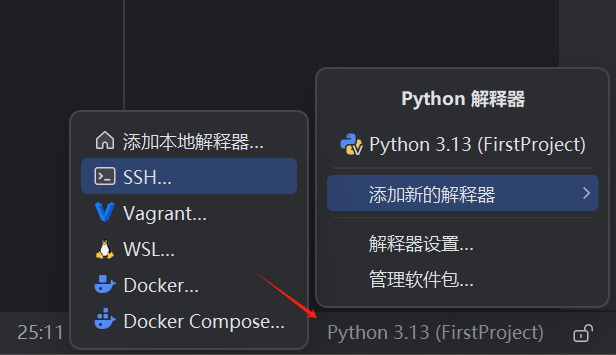 Python 解释器
Python 3.13 (FirstProject)
添加新的解释器
解释器设置...
管理软件包...
添加本地解释器...
SSH...
Vagrant...
WSL...
Docker...
Docker Compose...
25:11
Python 3.13 (FirstProject)